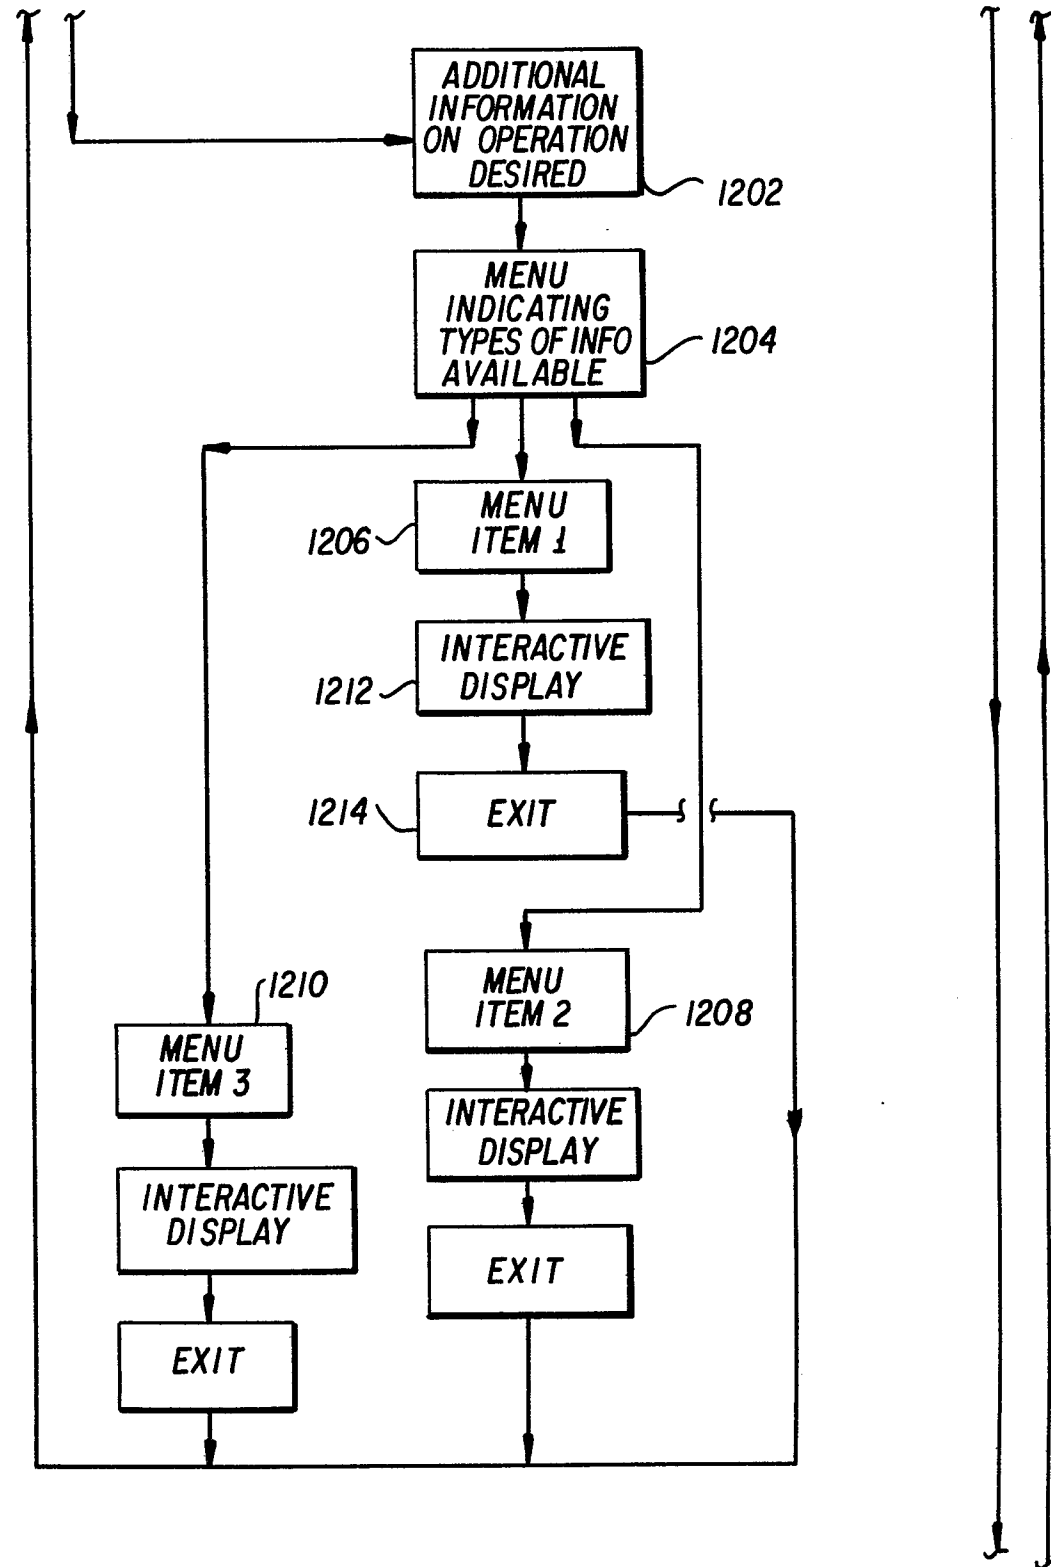 ADDITIONAL
INFORMATION
ON OPERATION
DESIRED
1202
MENU
INDICATING
TYPES OF INFO
AVAILABLE
1204
MENU
ITEM 1
1206
INTERACTIVE
DISPLAY
1212
EXIT
1214
MENU
ITEM 2
1208
1210
MENU
ITEM 3
INTERACTIVE
DISPLAY
INTERACTIVE
DISPLAY
EXIT
EXIT